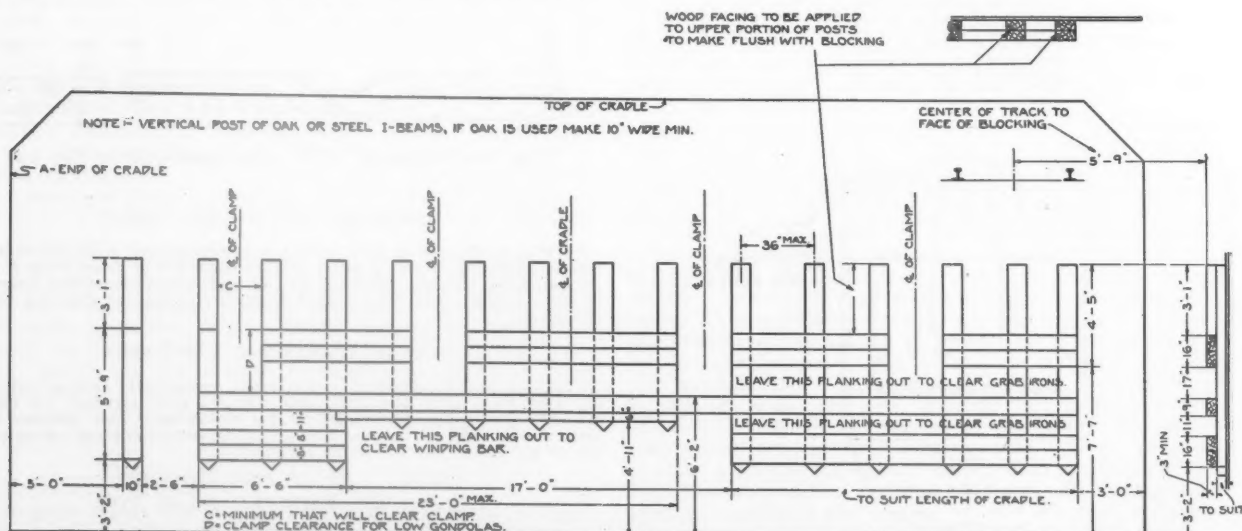 WOOD FACING TO BE APPLIED
TO UPPER PORTION OF POSTS
TO MAKE FLUSH WITH BLOCKING
TOP OF CRADLE
CENTER OF TRACK TO
FACE OF BLOCKING
NOTE:- VERTICAL POST OF OAK OR STEEL I-BEAMS, IF OAK IS USED MAKE 10" WIDE MIN.
5'-9"
A-END OF CRADLE
℄ OF CLAMP
℄ OF CLAMP
℄ OF CRADLE
℄ OF CLAMP
℄ OF CLAMP
36" MAX.
C
3'-1"
4'-5"
3'-1"
D
16"
5'-9"
LEAVE THIS PLANKING OUT TO CLEAR GRAB IRONS.
17"
LEAVE THIS PLANKING OUT TO CLEAR GRAB IRONS
9"
11"
LEAVE THIS PLANKING OUT TO
CLEAR WINDING BAR.
4'-11"
6'-2"
7'-7"
16"
3" MIN
5'-0"
10"
2'-6"
6'-6"
17'-0"
TO SUIT LENGTH OF CRADLE.
3'-0"
3'-2"
23'-0" MAX.
3'-2"
TO SUIT
C=MINIMUM THAT WILL CLEAR CLAMP.
D=CLAMP CLEARANCE FOR LOW GONDOLAS.